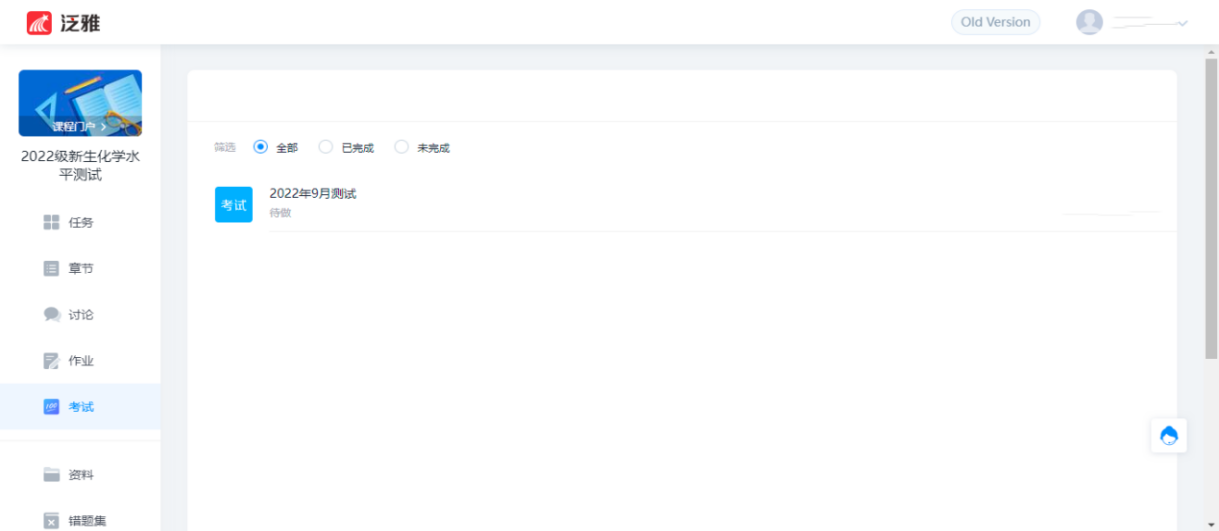 泛雅
Old Version
课程门户 >
2022级新生化学水
平测试
任务
章节
讨论
作业
考试
资料
错题集
筛选 全部 已完成 未完成
考试
2022年9月测试
待做